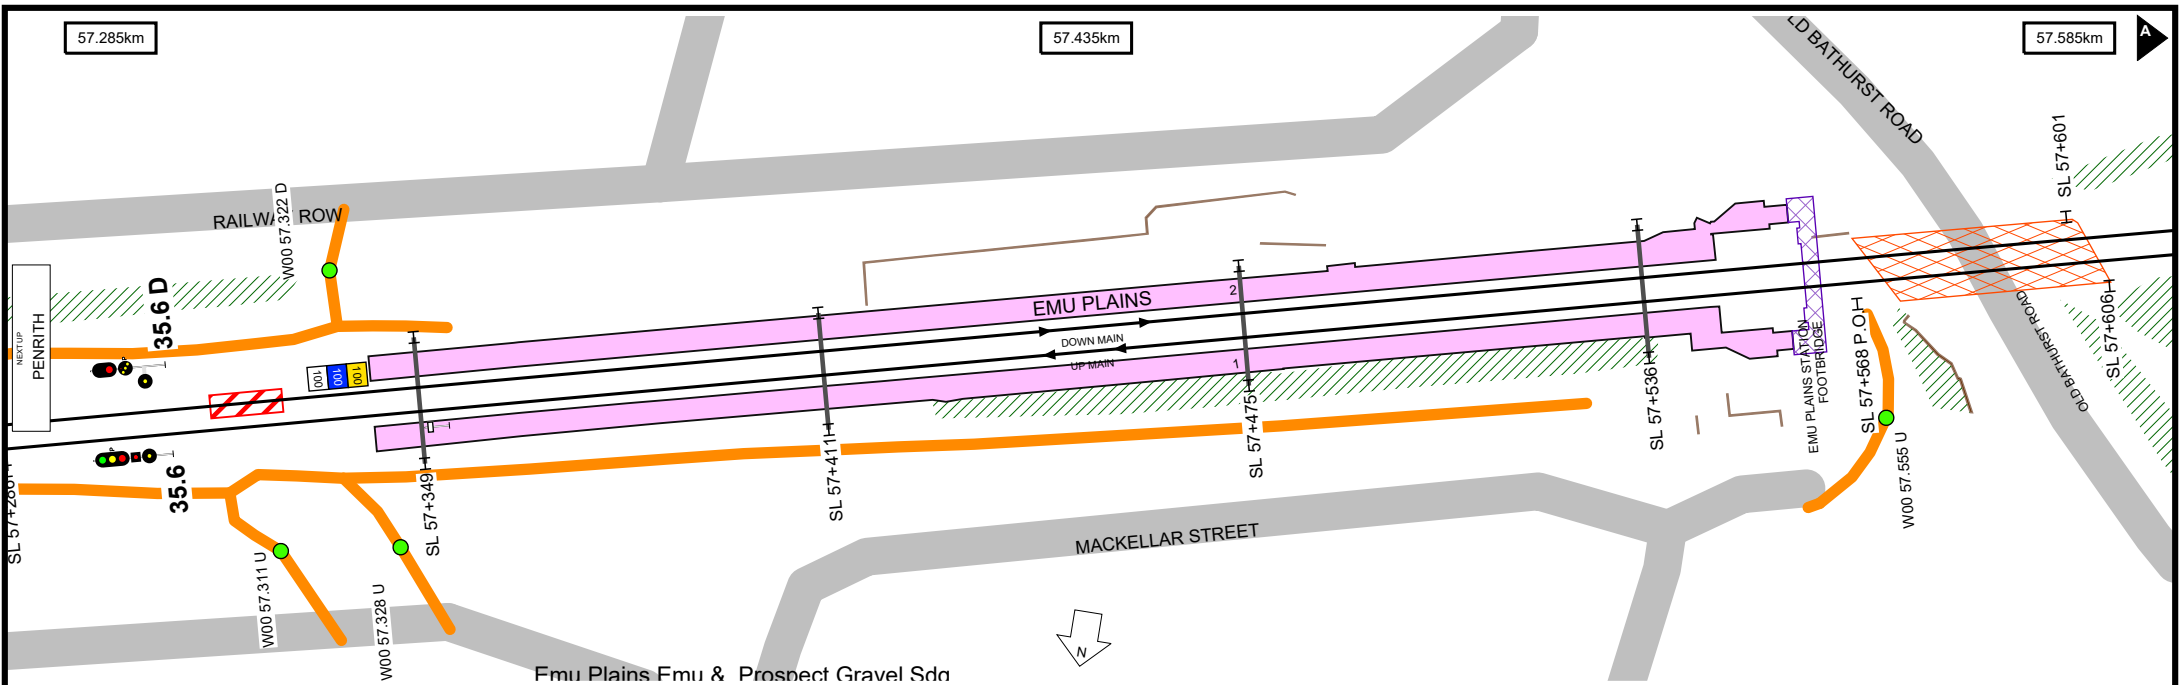 57.285km
57.435km
57.585km
A
LD BATHURST ROAD
SL 57+601
RAILWAY ROW
W00 57.322 D
35.6 D
NEXT UP
PENRITH
100
100
100
EMU PLAINS
2
DOWN MAIN
UP MAIN
1
EMU PLAINS STATION
FOOTBRIDGE
SL 57+568 P.O.
OLD BATHURST ROAD
SL 57+606
P
P
35.6
SL 57+349
SL 57+411
SL 57+475
SL 57+536
W00 57.555 U
MACKELLAR STREET
W00 57.311 U
W00 57.328 U
N
Emu Plains Emu & Prospect Gravel Sdg